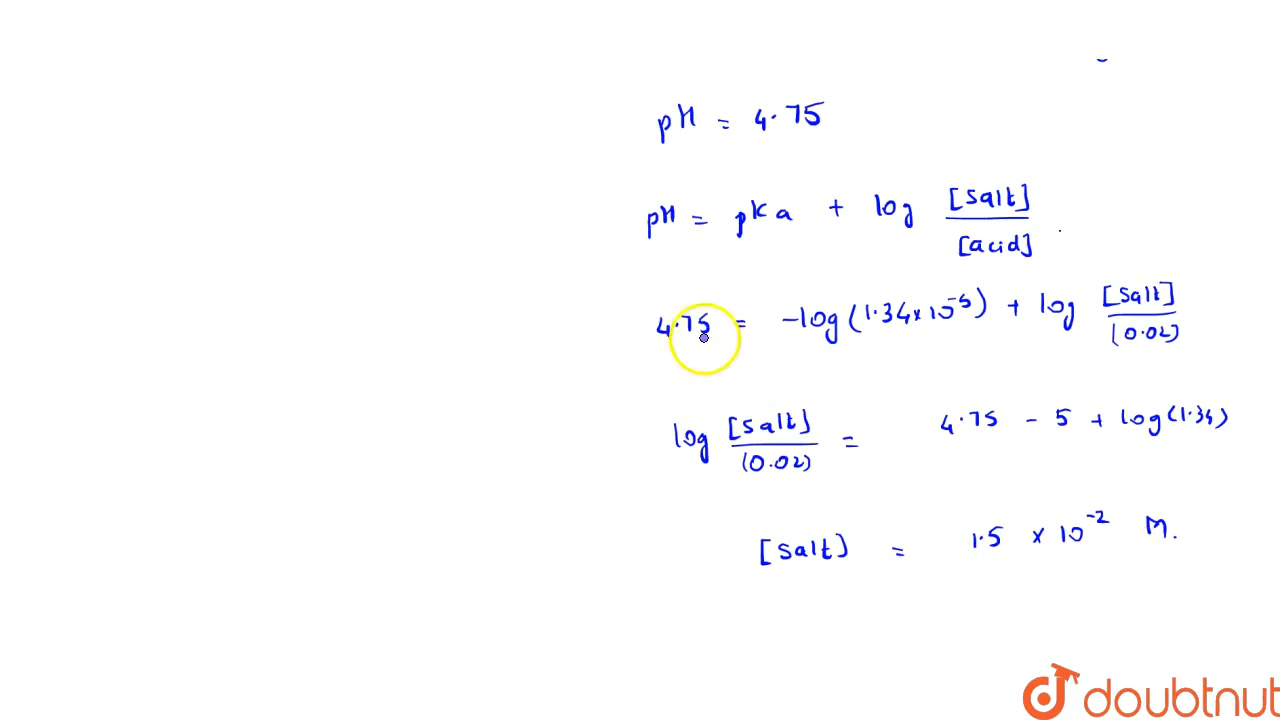 pH = 4.75
pH = pKa + log [Salt]/[acid]
4.75 = -log(1.34×10⁻⁵) + log [Salt]/(0.02)
log [Salt]/(0.02) = 4.75 - 5 + log(1.34)
[Salt] = 1.5 × 10⁻² M.
doubtnut